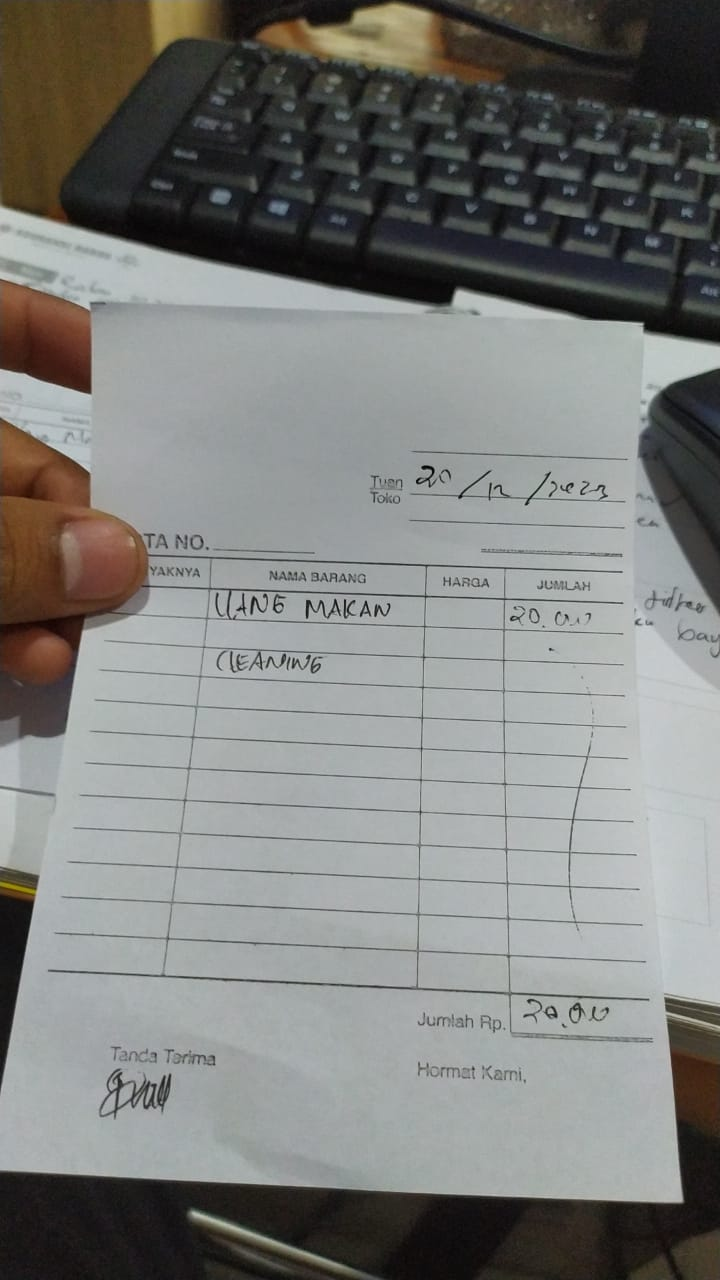 Tuan 20/12/2023
Toko
TA NO.
YAKNYA NAMA BARANG HARGA JUMLAH
UANG MAKAN 20.000
CLEANING
Jumlah Rp. 20.000
Tanda Terima
Hormat Kami,
bay